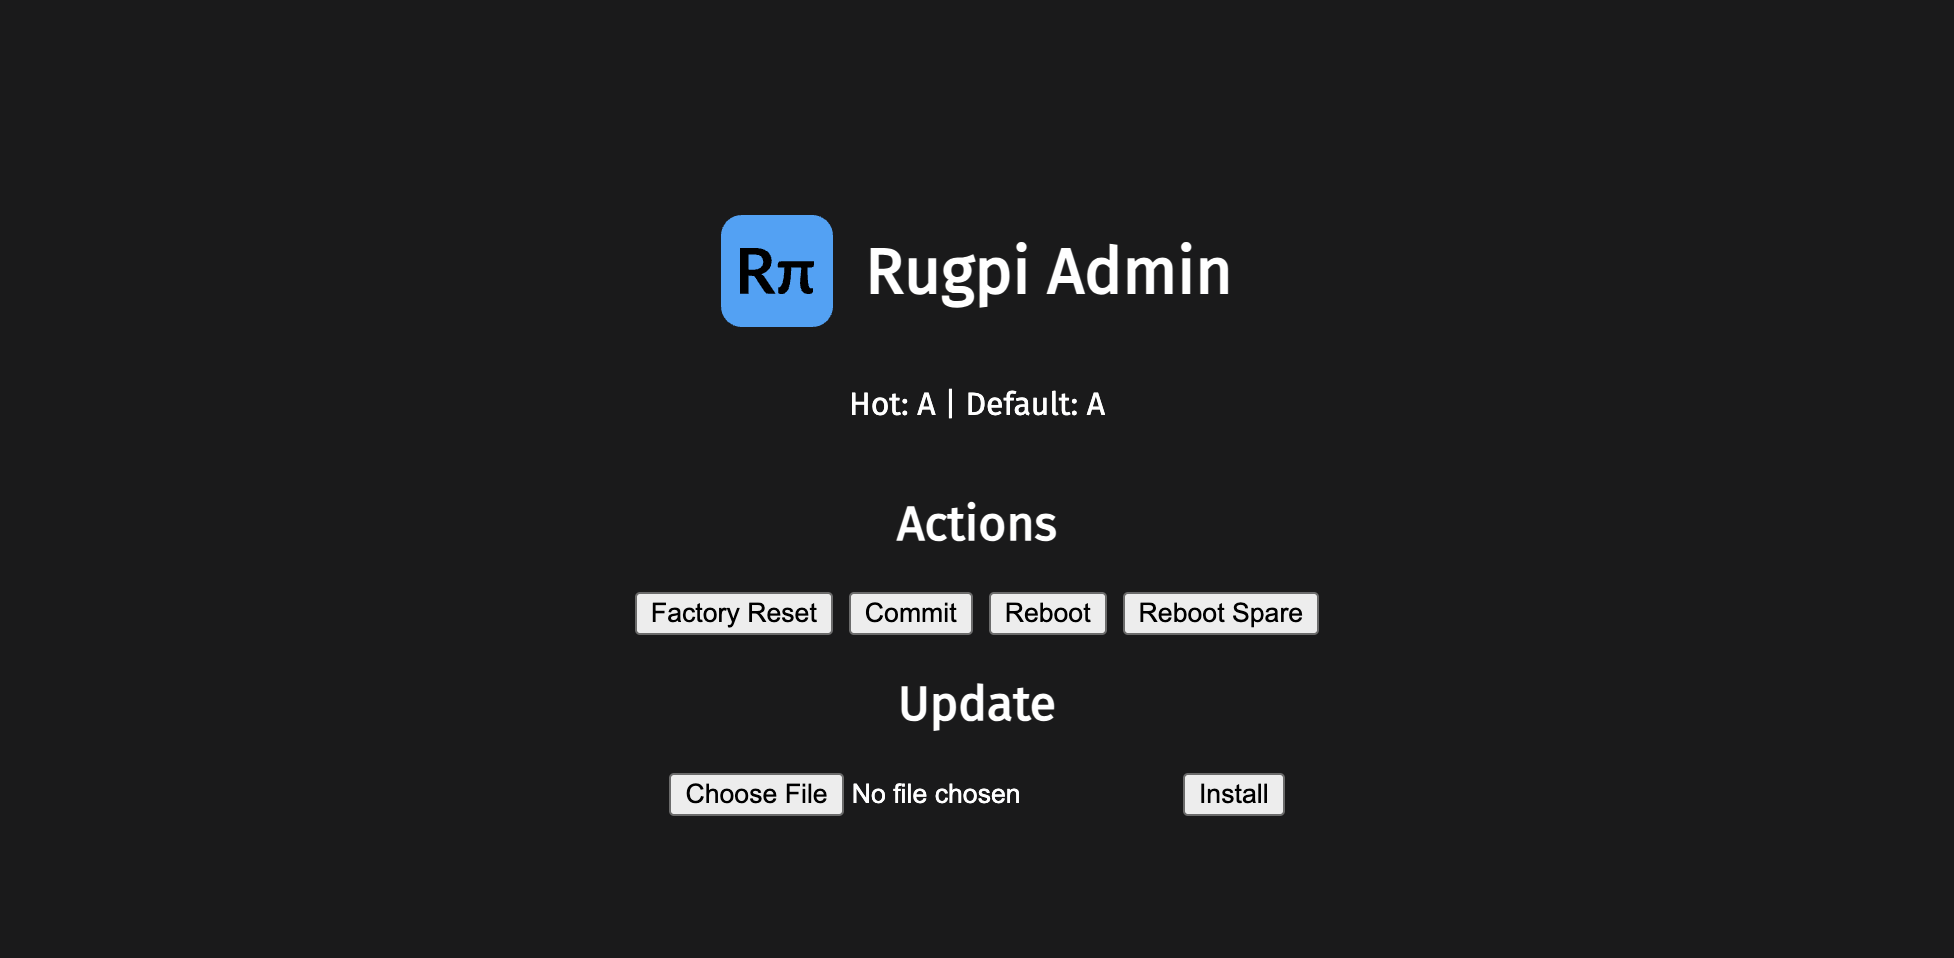 Rπ Rugpi Admin
Hot: A | Default: A
Actions
Factory Reset Commit Reboot Reboot Spare
Update
Choose File No file chosen Install